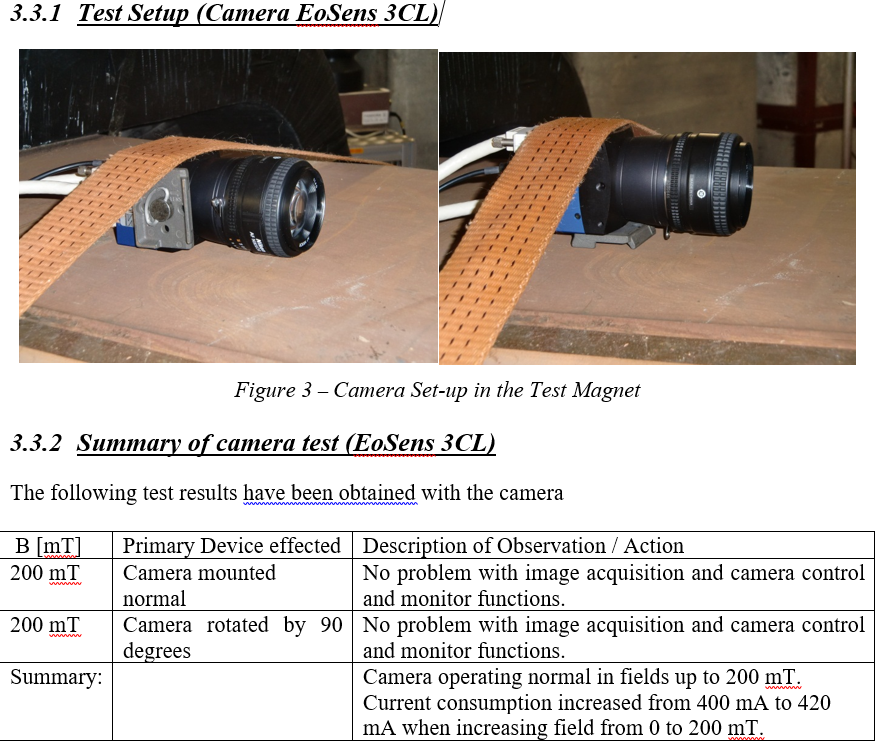 3.3.1 Test Setup (Camera EoSens 3CL)
Figure 3 – Camera Set-up in the Test Magnet
3.3.2 Summary of camera test (EoSens 3CL)
The following test results have been obtained with the camera
B [mT] Primary Device effected Description of Observation / Action
200 mT Camera mounted normal No problem with image acquisition and camera control and monitor functions.
200 mT Camera rotated by 90 degrees No problem with image acquisition and camera control and monitor functions.
Summary: Camera operating normal in fields up to 200 mT.
Current consumption increased from 400 mA to 420
mA when increasing field from 0 to 200 mT.